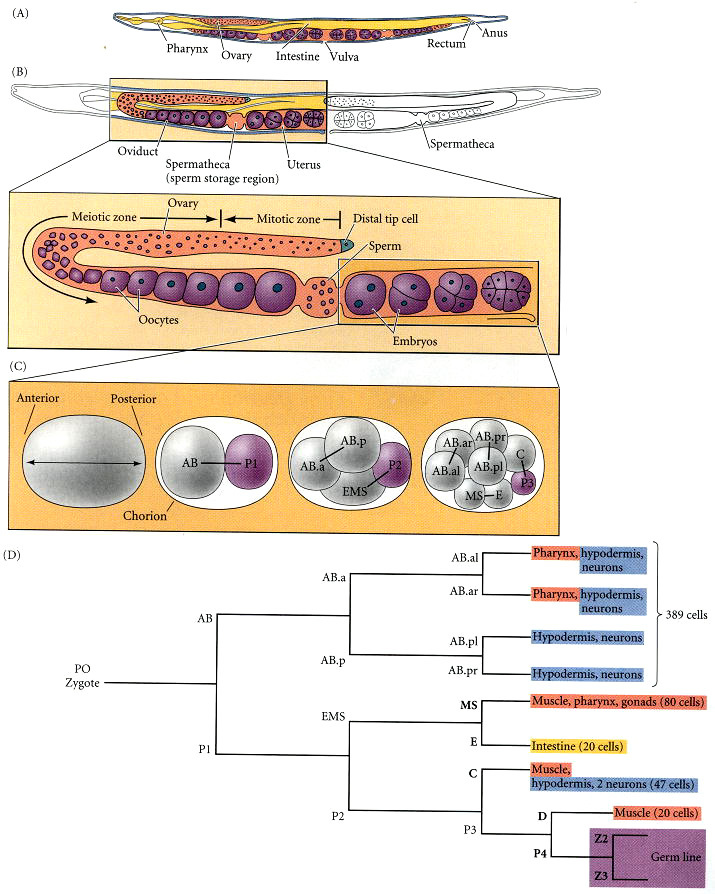 (A)
Pharynx
Ovary
Intestine
Vulva
Rectum
Anus
(B)
Oviduct
Spermatheca
(sperm storage region)
Uterus
Spermatheca
Ovary
Meiotic zone
Mitotic zone
Distal tip cell
Sperm
Oocytes
Embryos
(C)
Anterior
Posterior
Chorion
AB
P1
AB.p
AB.a
P2
EMS
AB.ar
AB.pr
C
AB.al
AB.pl
P3
MS
E
(D)
PO
Zygote
AB
P1
AB.a
AB.p
EMS
P2
AB.al
Pharynx, hypodermis,
neurons
AB.ar
Pharynx, hypodermis,
neurons
389 cells
AB.pl
Hypodermis, neurons
AB.pr
Hypodermis, neurons
MS
Muscle, pharynx, gonads (80 cells)
E
Intestine (20 cells)
C
Muscle,
hypodermis, 2 neurons (47 cells)
P3
D
Muscle (20 cells)
P4
Z2
Germ line
Z3